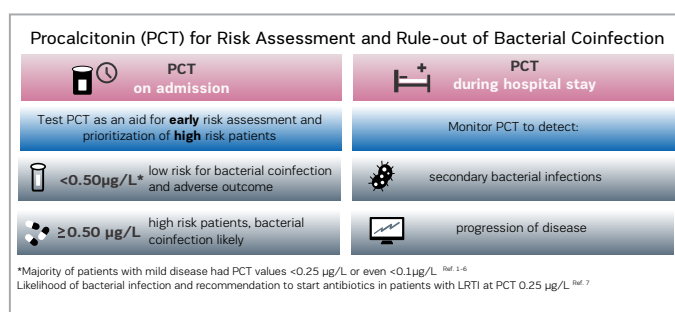 Procalcitonin (PCT) for Risk Assessment and Rule-out of Bacterial Coinfection
PCT
on admission
Test PCT as an aid for early risk assessment and
prioritization of high risk patients
<0.50µg/L* low risk for bacterial coinfection
and adverse outcome
≥0.50 µg/L high risk patients, bacterial
coinfection likely
PCT
during hospital stay
Monitor PCT to detect:
secondary bacterial infections
progression of disease
*Majority of patients with mild disease had PCT values <0.25 µg/L or even <0.1µg/L Ref. 1-6
Likelihood of bacterial infection and recommendation to start antibiotics in patients with LRTI at PCT 0.25 µg/L Ref. 7